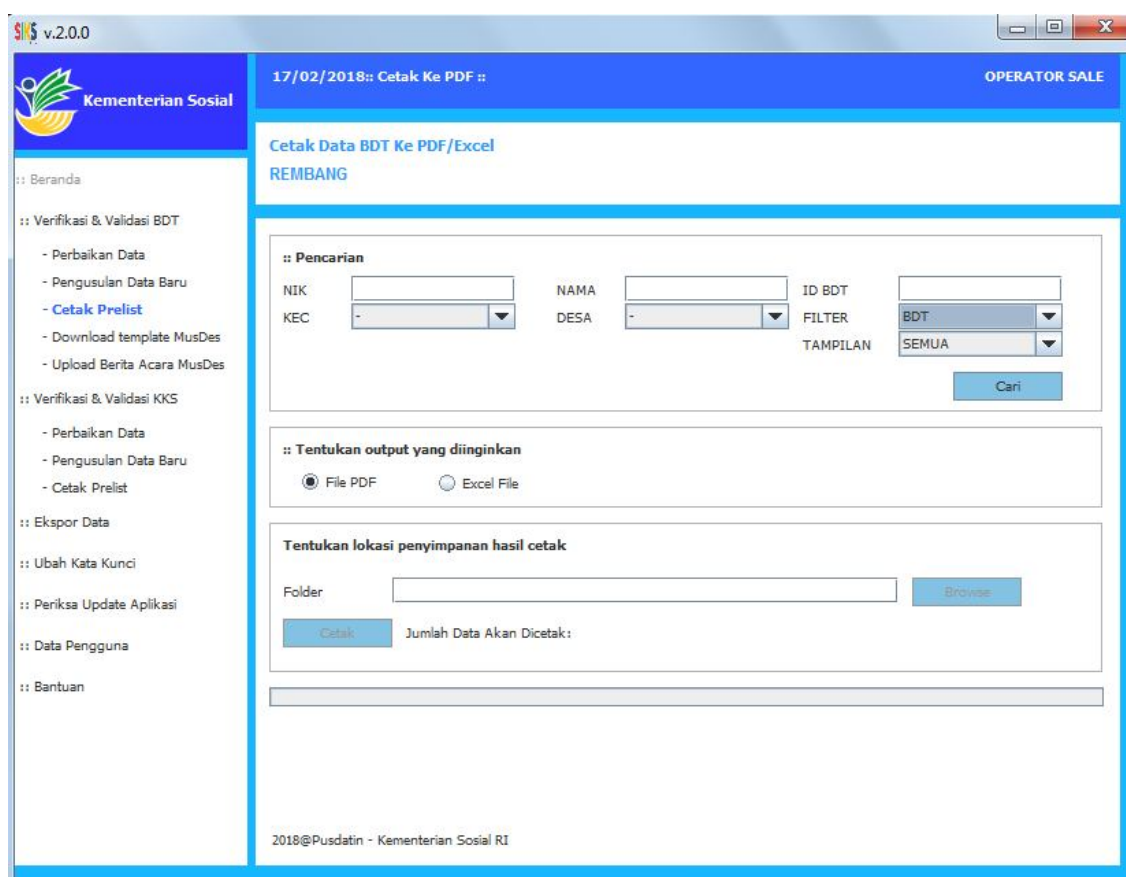 SIKS v.2.0.0
Kementerian Sosial
17/02/2018:: Cetak Ke PDF ::
OPERATOR SALE
Cetak Data BDT Ke PDF/Excel
REMBANG
:: Beranda
:: Verifikasi & Validasi BDT
- Perbaikan Data
- Pengusulan Data Baru
- Cetak Prelist
- Download template MusDes
- Upload Berita Acara MusDes
:: Verifikasi & Validasi KKS
- Perbaikan Data
- Pengusulan Data Baru
- Cetak Prelist
:: Ekspor Data
:: Ubah Kata Kunci
:: Periksa Update Aplikasi
:: Data Pengguna
:: Bantuan
:: Pencarian
NIK NAMA ID BDT
KEC - DESA - FILTER BDT
TAMPILAN SEMUA
Cari
:: Tentukan output yang diinginkan
File PDF Excel File
Tentukan lokasi penyimpanan hasil cetak
Folder Browse
Cetak Jumlah Data Akan Dicetak:
2018@Pusdatin - Kementerian Sosial RI